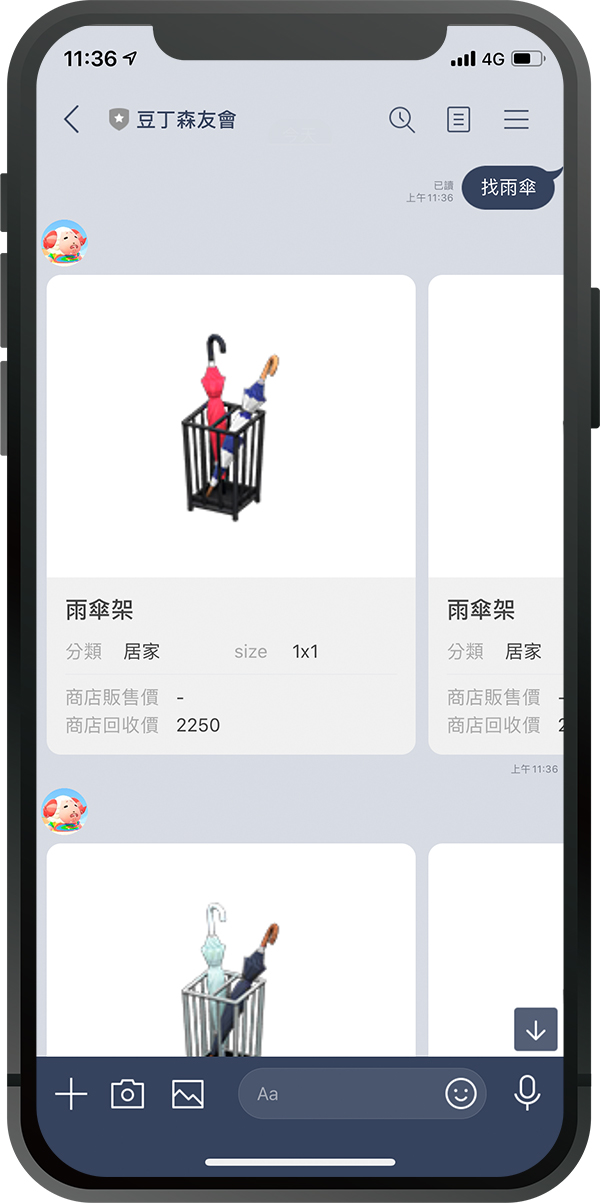 11:36
4G
豆丁森友會
已讀
上午11:36
找雨傘
雨傘架
分類 居家 size 1x1
商店販售價 -
商店回收價 2250
雨傘架
分類 居家
商店販售價 -
商店回收價 2
上午11:36
Aa